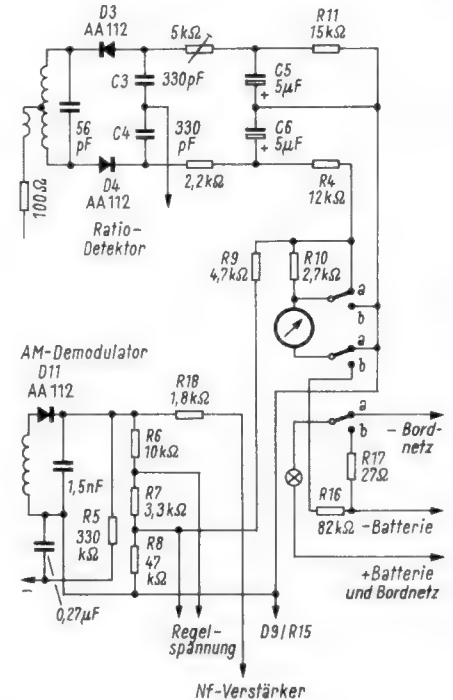 D3
AA112
5kΩ
R11
15kΩ
C3
330pF
C5
5µF
+
56
pF
C4
330
pF
C6
5µF
+
D4
AA112
2,2kΩ
R4
12kΩ
100Ω
Ratio-
Detektor
R9
4,7kΩ
R10
2,7kΩ
a
b
a
b
AM-Demodulator
D11
AA112
R18
1,8kΩ
a
b
- Bord-
netz
R6
10kΩ
R17
27Ω
1,5nF
R7
3,3kΩ
R16
82kΩ
-Batterie
R5
330
kΩ
R8
47
kΩ
+Batterie
und Bordnetz
-
0,27µF
Regel-
spannung
D9/R15
Nf-Verstärker